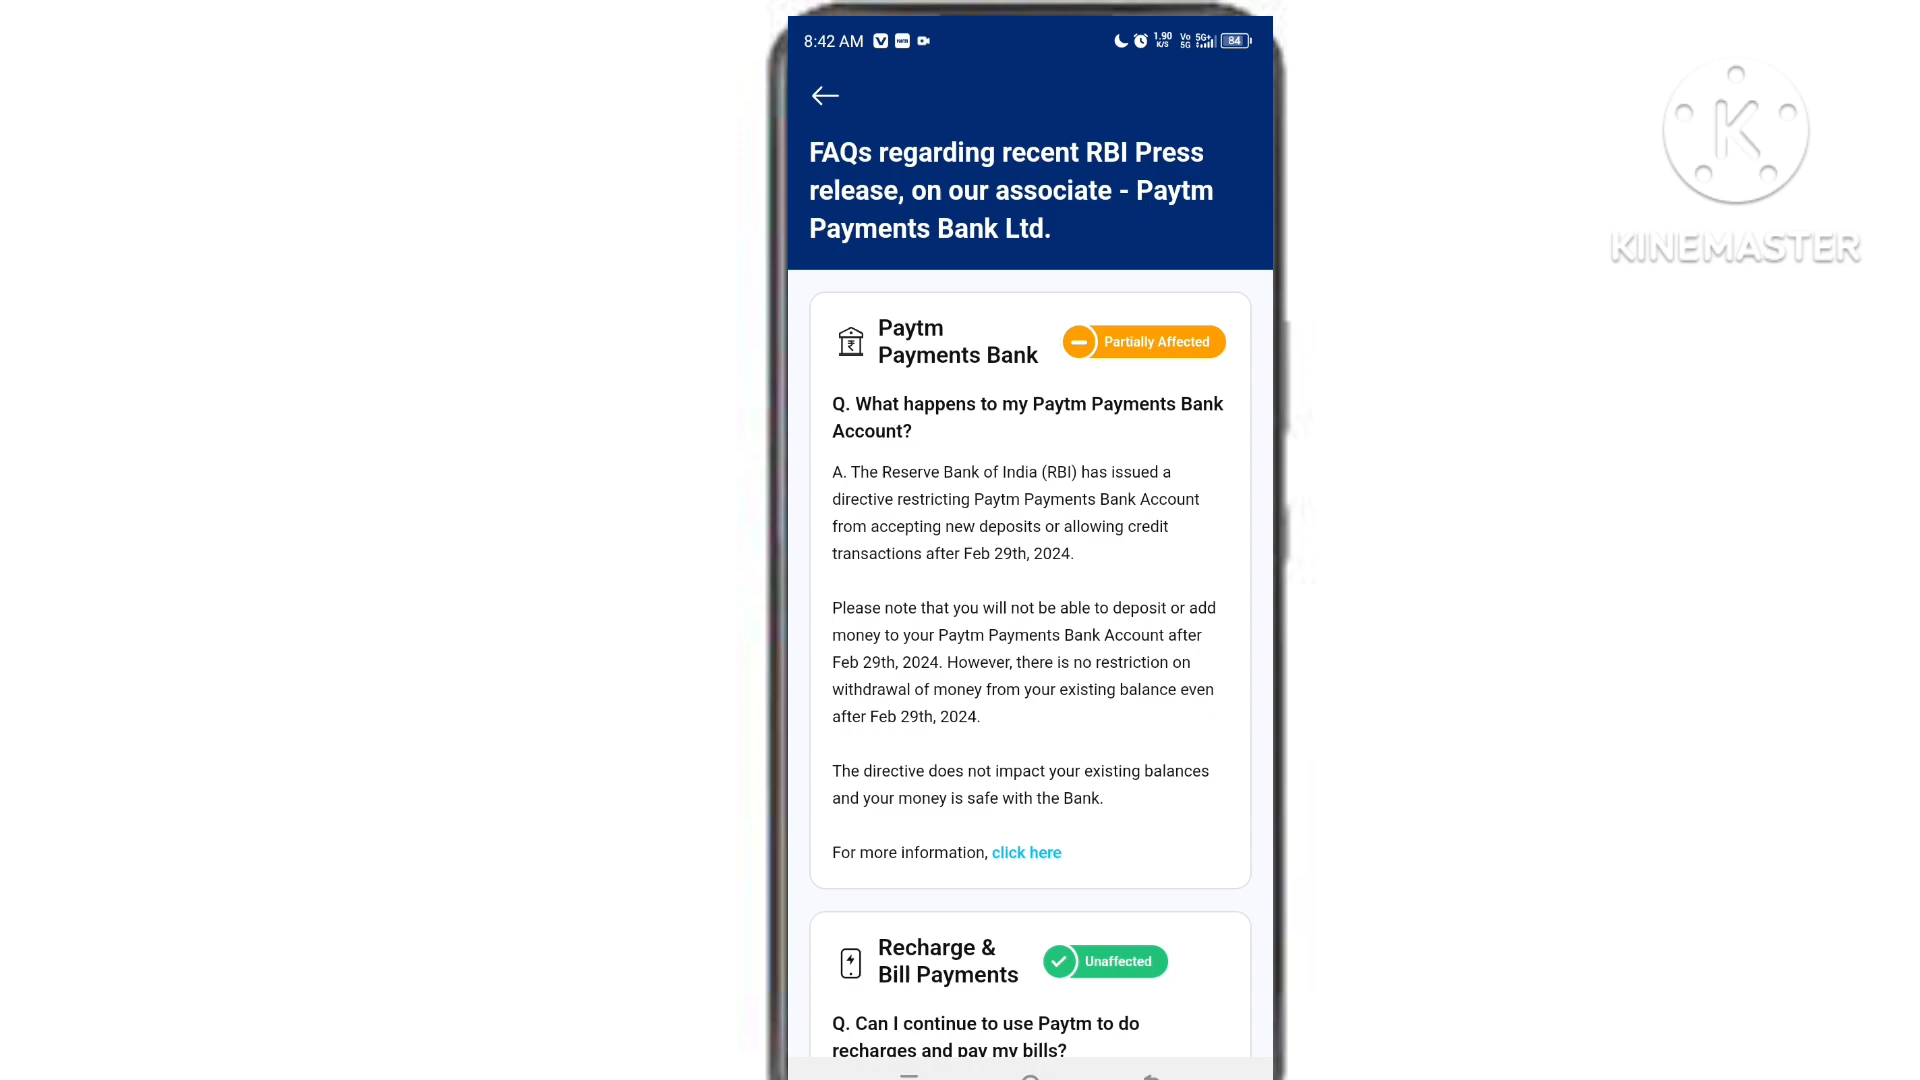 8:42 AM
1.90
K/S
Vo
5G
5G+
84
K
KINEMASTER
FAQs regarding recent RBI Press
release, on our associate - Paytm
Payments Bank Ltd.
Paytm
Payments Bank
Partially Affected
Q. What happens to my Paytm Payments Bank
Account?
A. The Reserve Bank of India (RBI) has issued a
directive restricting Paytm Payments Bank Account
from accepting new deposits or allowing credit
transactions after Feb 29th, 2024.
Please note that you will not be able to deposit or add
money to your Paytm Payments Bank Account after
Feb 29th, 2024. However, there is no restriction on
withdrawal of money from your existing balance even
after Feb 29th, 2024.
The directive does not impact your existing balances
and your money is safe with the Bank.
For more information, click here
Recharge &
Bill Payments
Unaffected
Q. Can I continue to use Paytm to do
recharges and pay my bills?